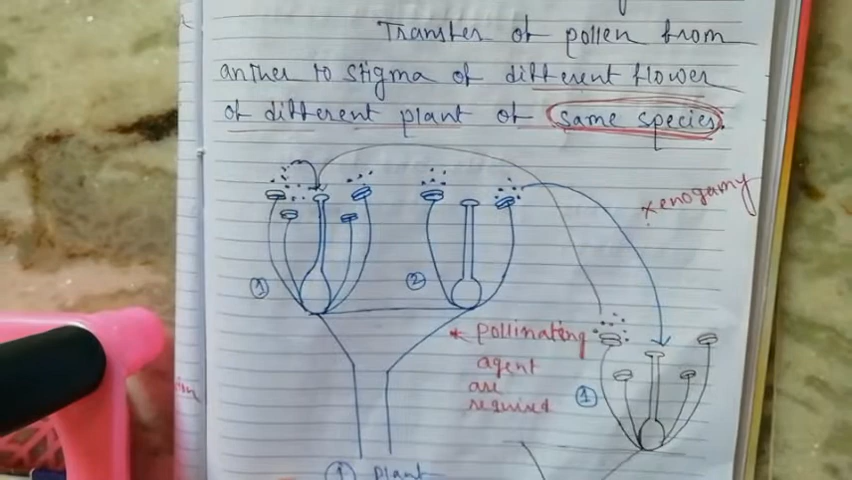 Transfer of pollen from
anther to stigma of different flower
of different plant of same species.
xenogamy
①
②
* pollinating
agent
are
required
①
① Plant